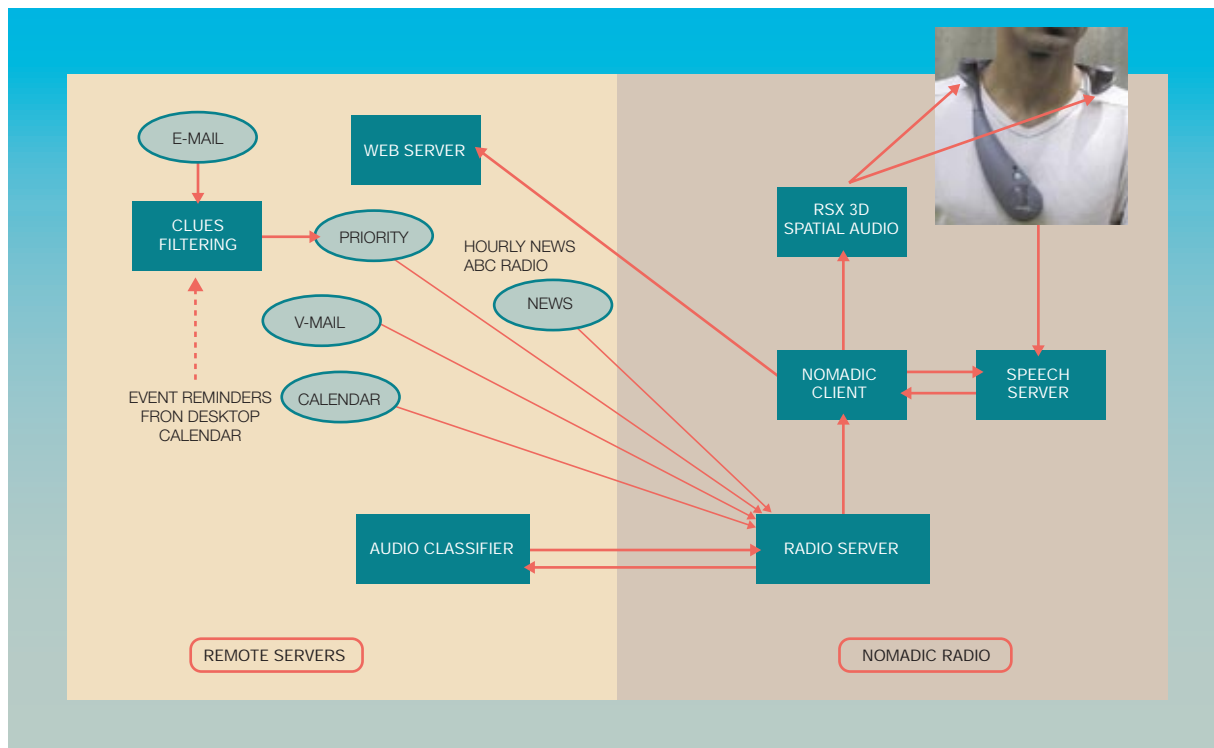 E-MAIL
WEB SERVER
CLUES
FILTERING
PRIORITY
HOURLY NEWS
ABC RADIO
NEWS
V-MAIL
EVENT REMINDERS
FRON DESKTOP
CALENDAR
CALENDAR
AUDIO CLASSIFIER
REMOTE SERVERS
RSX 3D
SPATIAL AUDIO
NOMADIC
CLIENT
SPEECH
SERVER
RADIO SERVER
NOMADIC RADIO